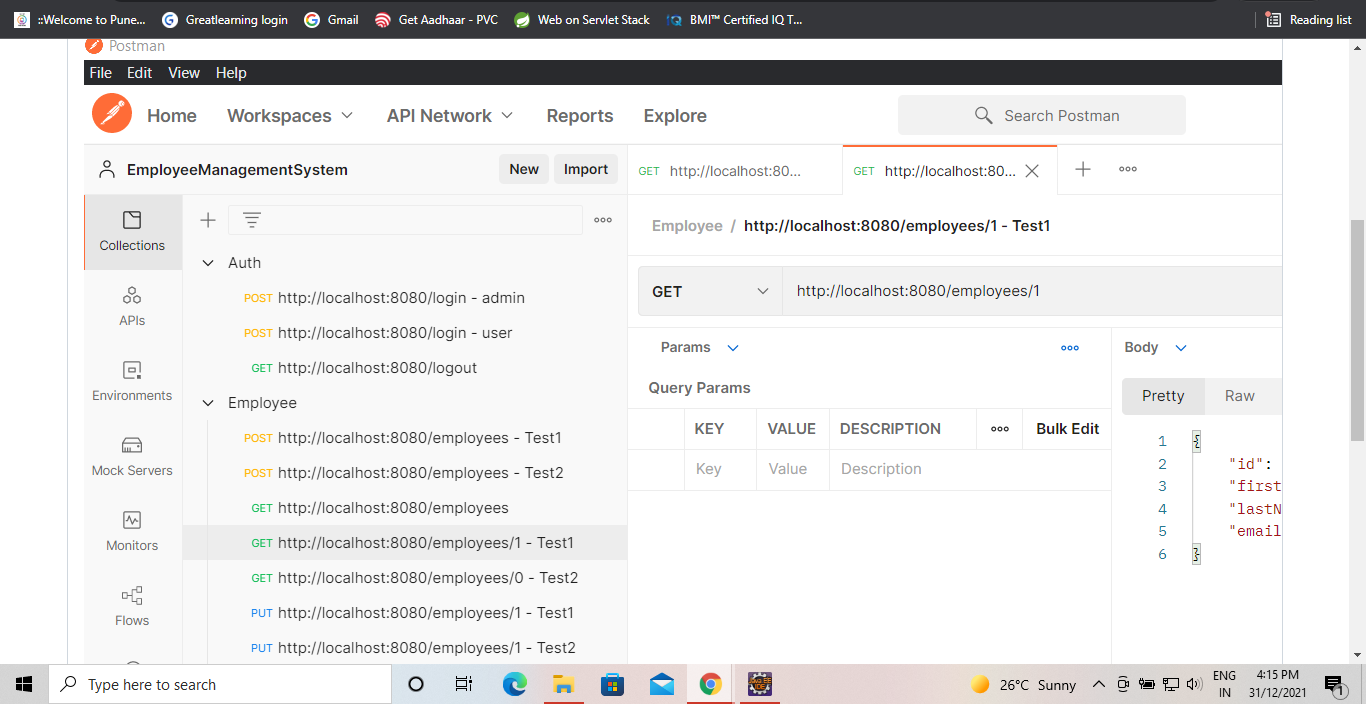 ::Welcome to Pune...
Greatlearning login
Gmail
Get Aadhaar - PVC
Web on Servlet Stack
BMI™ Certified IQ T...
Reading list
Postman
File Edit View Help
Home Workspaces API Network Reports Explore
Search Postman
EmployeeManagementSystem
New Import
GET http://localhost:80...
GET http://localhost:80...
Collections
APIs
Environments
Mock Servers
Monitors
Flows
Auth
POST http://localhost:8080/login - admin
POST http://localhost:8080/login - user
GET http://localhost:8080/logout
Employee
POST http://localhost:8080/employees - Test1
POST http://localhost:8080/employees - Test2
GET http://localhost:8080/employees
GET http://localhost:8080/employees/1 - Test1
GET http://localhost:8080/employees/0 - Test2
PUT http://localhost:8080/employees/1 - Test1
PUT http://localhost:8080/employees/1 - Test2
Employee / http://localhost:8080/employees/1 - Test1
GET http://localhost:8080/employees/1
Params
Query Params
KEY VALUE DESCRIPTION Bulk Edit
Key Value Description
Body
Pretty Raw
1 {
2 "id":
3 "first
4 "lastN
5 "email
6 }
Type here to search
26°C Sunny
ENG
IN
4:15 PM
31/12/2021
1